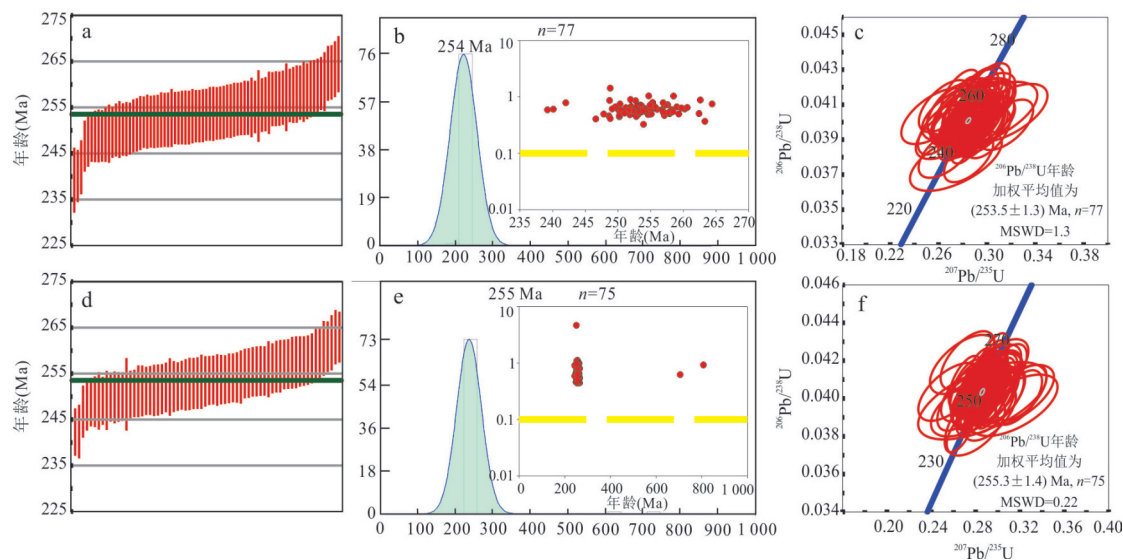 a
275
265
255
245
235
225
年龄(Ma)
b
254 Ma
n=77
76
57
38
19
0
0 100 200 300 400 500 600 700 800 900 1 000
10
1
0.1
0.01
235 240 245 250 255 260 265 270
年龄(Ma)
c
0.045
0.043
0.041
0.039
0.037
0.035
0.033
²⁰⁶Pb/²³⁸U
280
260
240
220
²⁰⁶Pb/²³⁸U年龄
加权平均值为
(253.5±1.3) Ma, n=77
MSWD=1.3
0.18 0.22 0.26 0.30 0.34 0.38 0.40
²⁰⁷Pb/²³⁵U
d
275
265
255
245
235
225
年龄(Ma)
e
255 Ma
n=75
73
54
36
18
0
0 100 200 300 400 500 600 700 800 900 1 000
10
1
0.1
0.01
0 200 400 600 800 1 000
年龄(Ma)
f
0.046
0.043
0.040
0.037
0.034
²⁰⁶Pb/²³⁸U
270
250
230
²⁰⁶Pb/²³⁸U年龄
加权平均值为
(255.3±1.4) Ma, n=75
MSWD=0.22
0.20 0.24 0.28 0.32 0.36 0.40
²⁰⁷Pb/²³⁵U